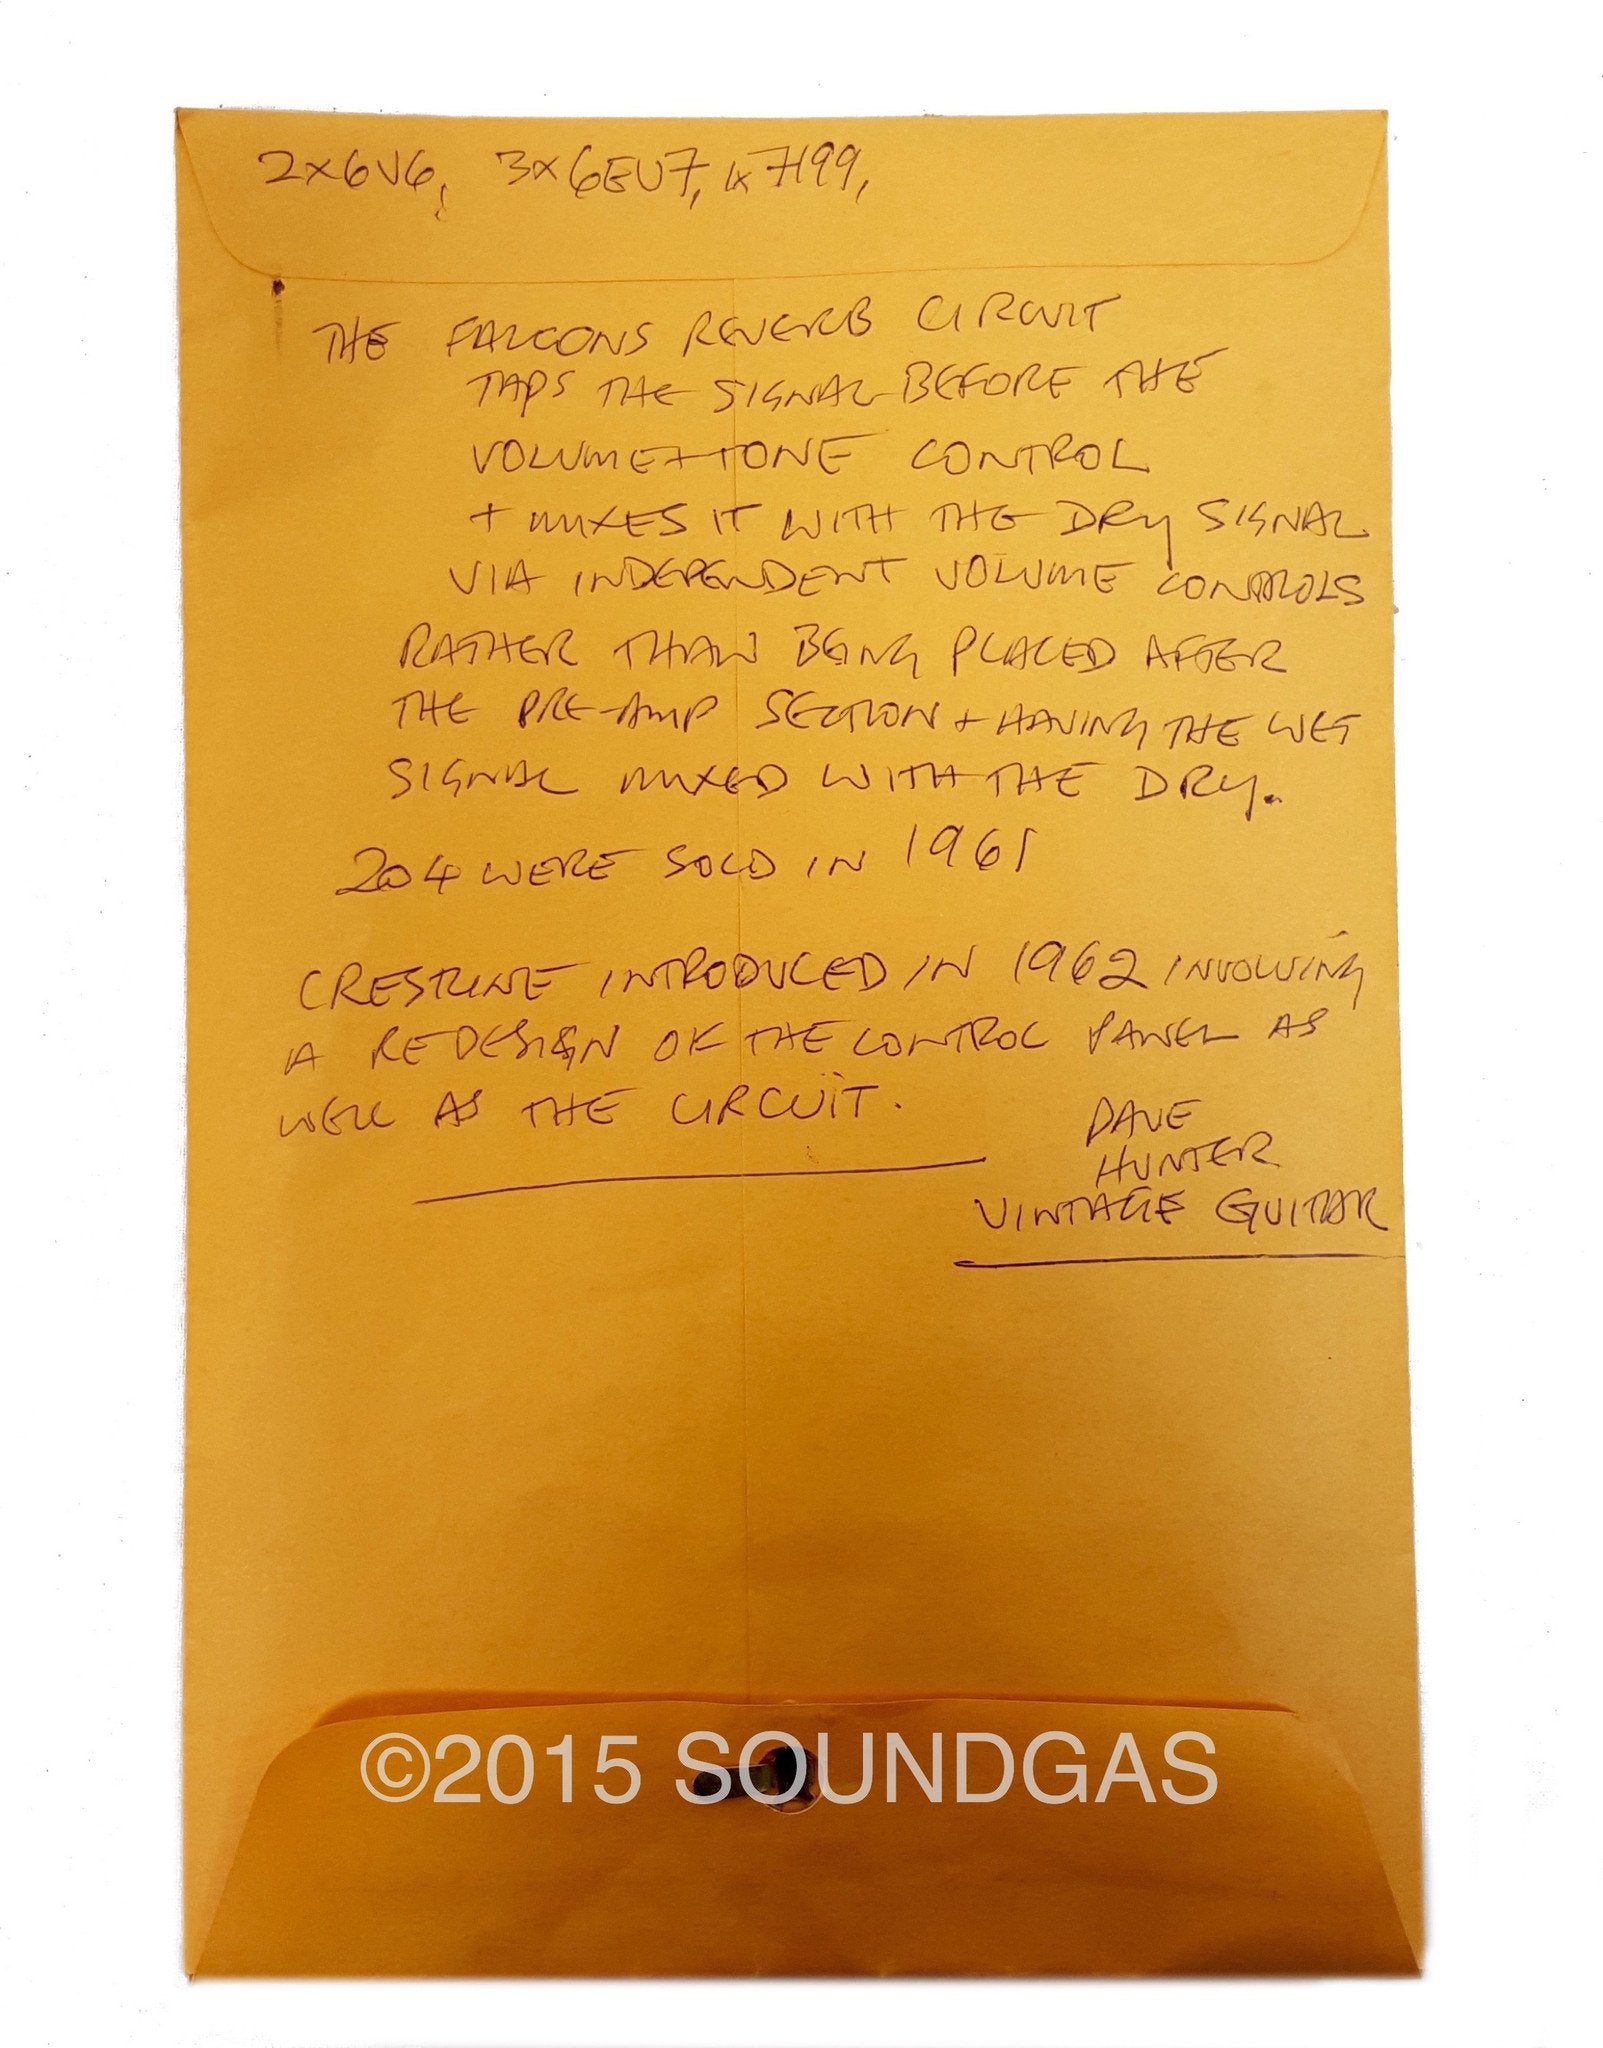 2x6V6, 3x6EU7, 1x7199,
THE FALCONS REVERB CIRCUIT
TAPS THE SIGNAL BEFORE THE
VOLUME + TONE CONTROL
+ MIXES IT WITH THE DRY SIGNAL
VIA INDEPENDENT VOLUME CONTROLS
RATHER THAN BEING PLACED AFTER
THE PRE-AMP SECTION + HAVING THE WET
SIGNAL MIXED WITH THE DRY.
204 WERE SOLD IN 1961
CRESTLINE INTRODUCED IN 1962 INVOLVING
A REDESIGN OF THE CONTROL PANEL AS
WELL AS THE CIRCUIT.
DAVE
HUNTER
VINTAGE GUITAR
©2015 SOUNDGAS